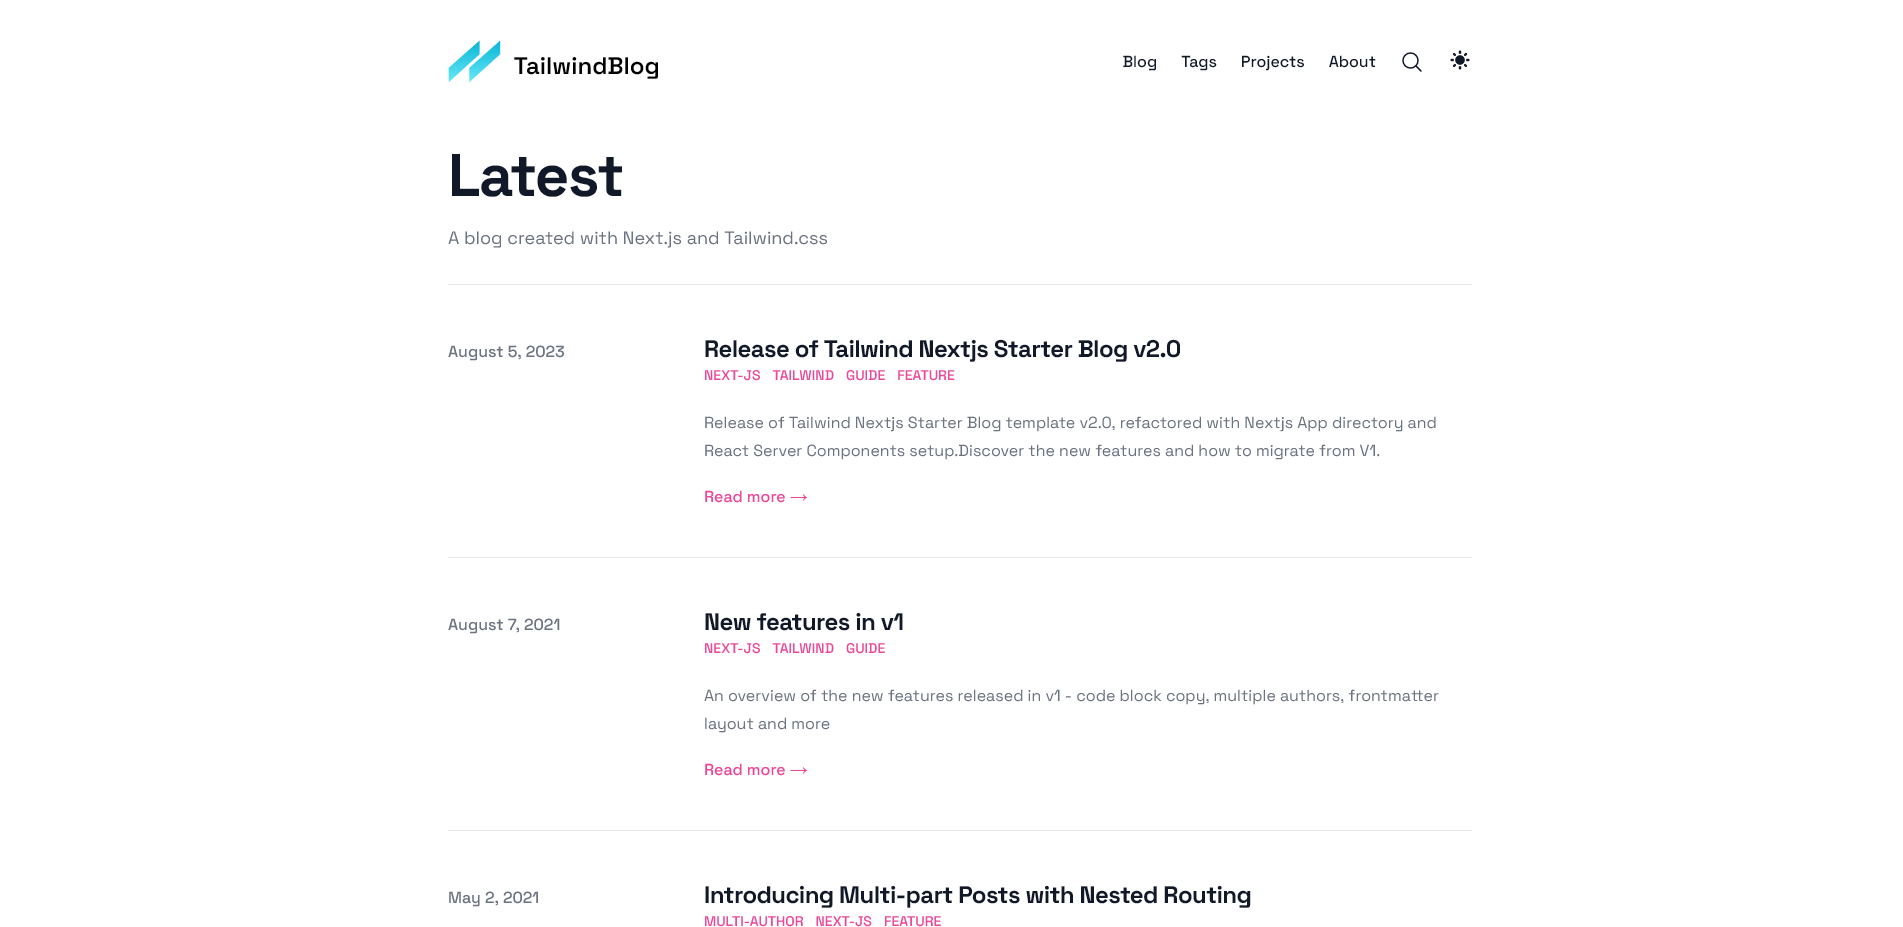 TailwindBlog
Blog Tags Projects About
Latest
A blog created with Next.js and Tailwind.css
August 5, 2023
Release of Tailwind Nextjs Starter Blog v2.0
NEXT-JS TAILWIND GUIDE FEATURE
Release of Tailwind Nextjs Starter Blog template v2.0, refactored with Nextjs App directory and
React Server Components setup.Discover the new features and how to migrate from V1.
Read more →
August 7, 2021
New features in v1
NEXT-JS TAILWIND GUIDE
An overview of the new features released in v1 - code block copy, multiple authors, frontmatter
layout and more
Read more →
May 2, 2021
Introducing Multi-part Posts with Nested Routing
MULTI-AUTHOR NEXT-JS FEATURE